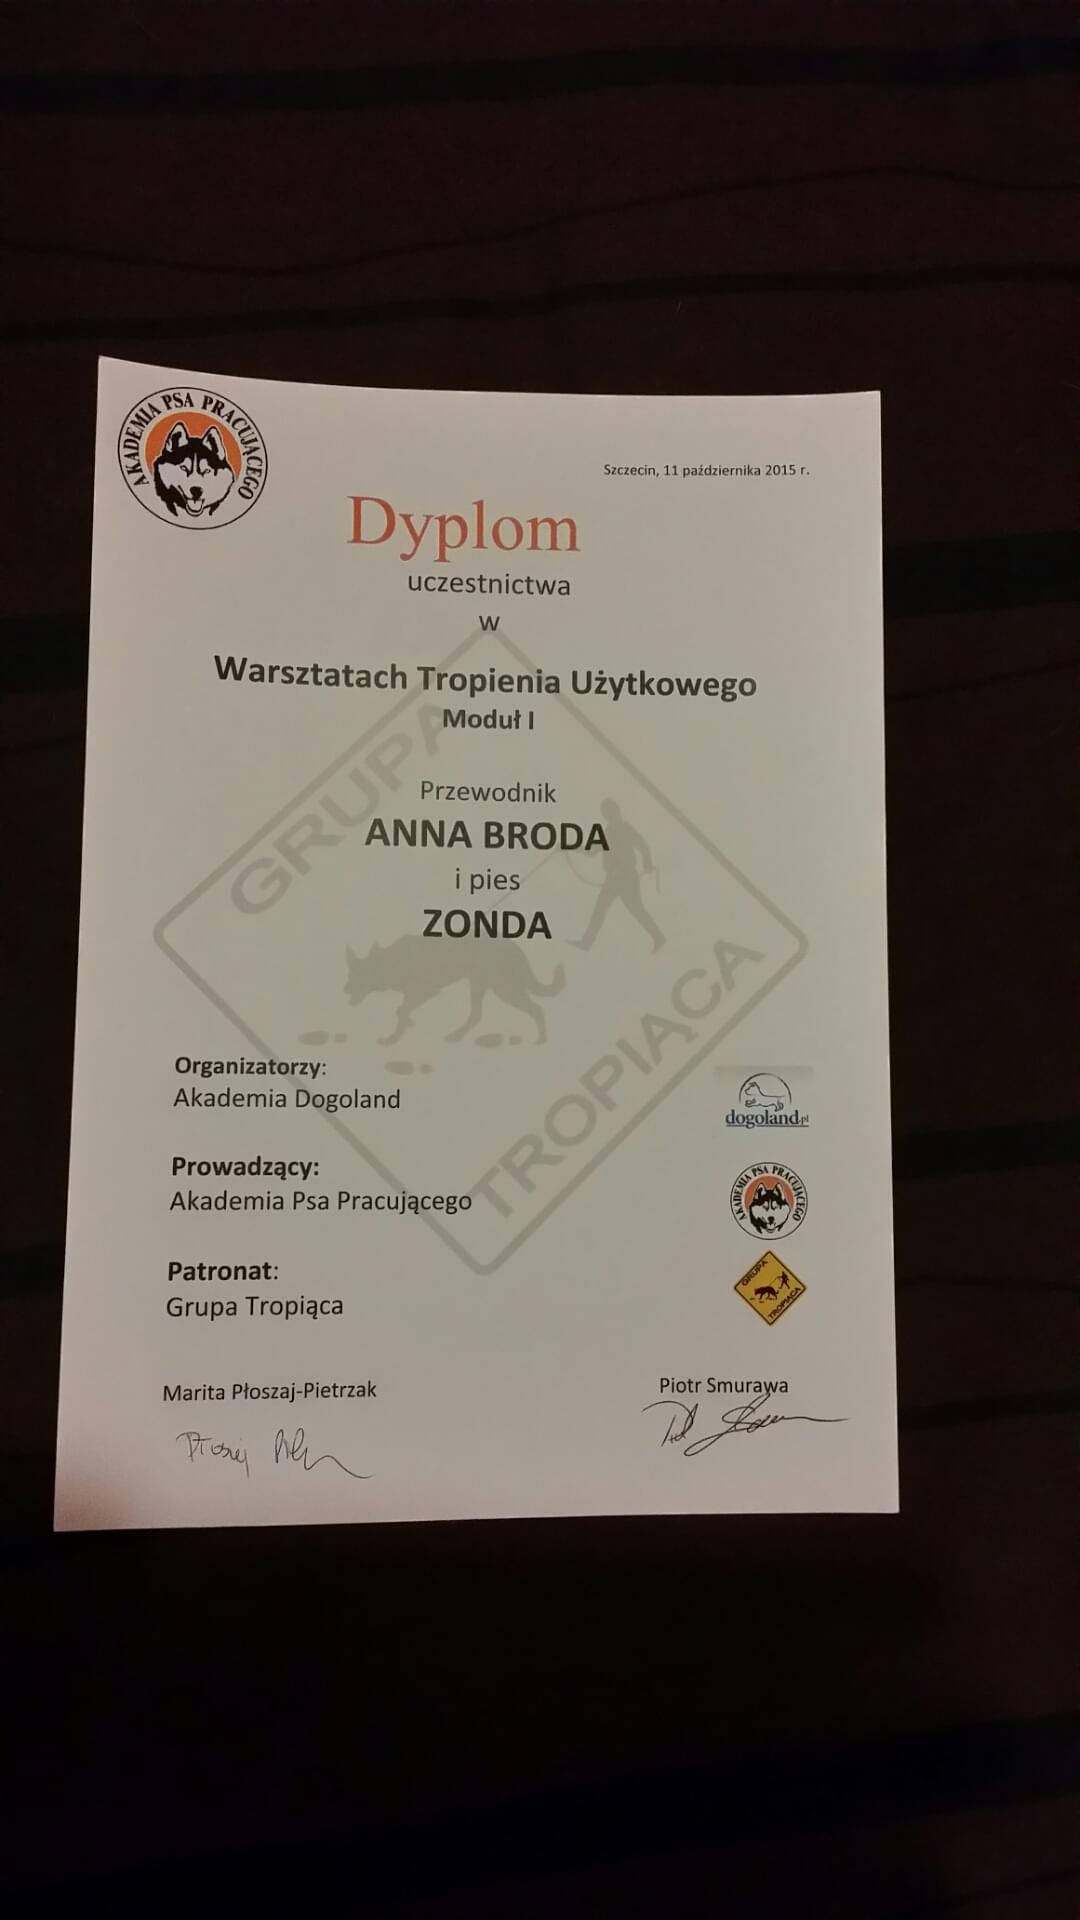 AKADEMIA PSA PRACUJĄCEGO
Szczecin, 11 października 2015 r.
Dyplom
uczestnictwa
w
Warsztatach Tropienia Użytkowego
Moduł I
Przewodnik
ANNA BRODA
i pies
ZONDA
GRUPA
TROPIĄCA
Organizatorzy:
Akademia Dogoland
dogoland.pl
Prowadzący:
Akademia Psa Pracującego
AKADEMIA PSA PRACUJĄCEGO
Patronat:
Grupa Tropiąca
GRUPA
TROPIĄCA
Marita Płoszaj-Pietrzak
Piotr Smurawa